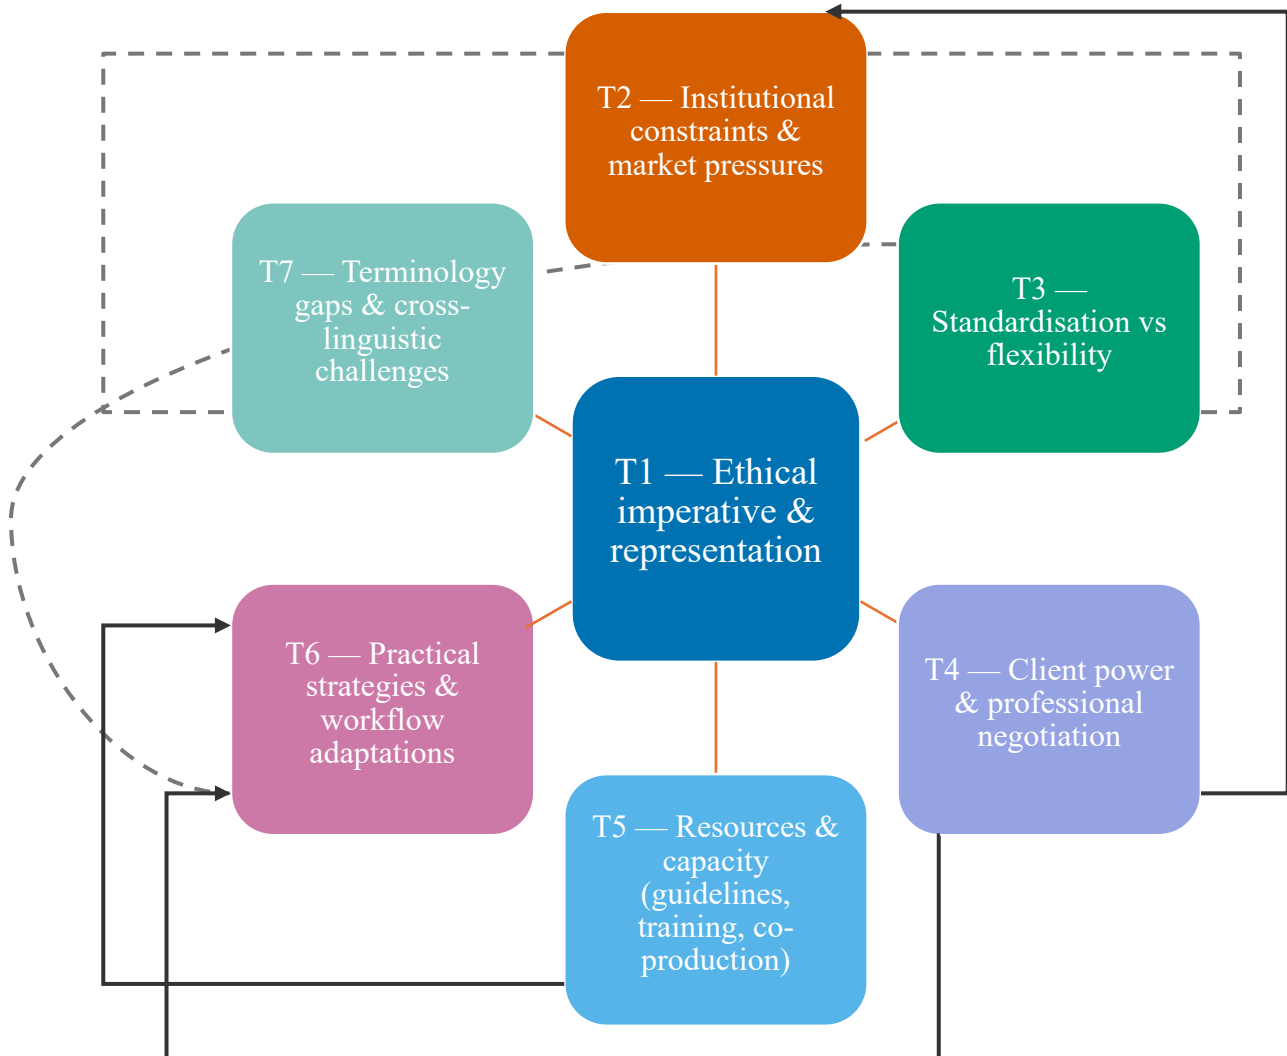 T2 — Institutional
constraints &
market pressures
T7 — Terminology
gaps & cross-
linguistic
challenges
T3 —
Standardisation vs
flexibility
T1 — Ethical
imperative &
representation
T6 — Practical
strategies &
workflow
adaptations
T4 — Client power
& professional
negotiation
T5 — Resources &
capacity
(guidelines,
training, co-
production)